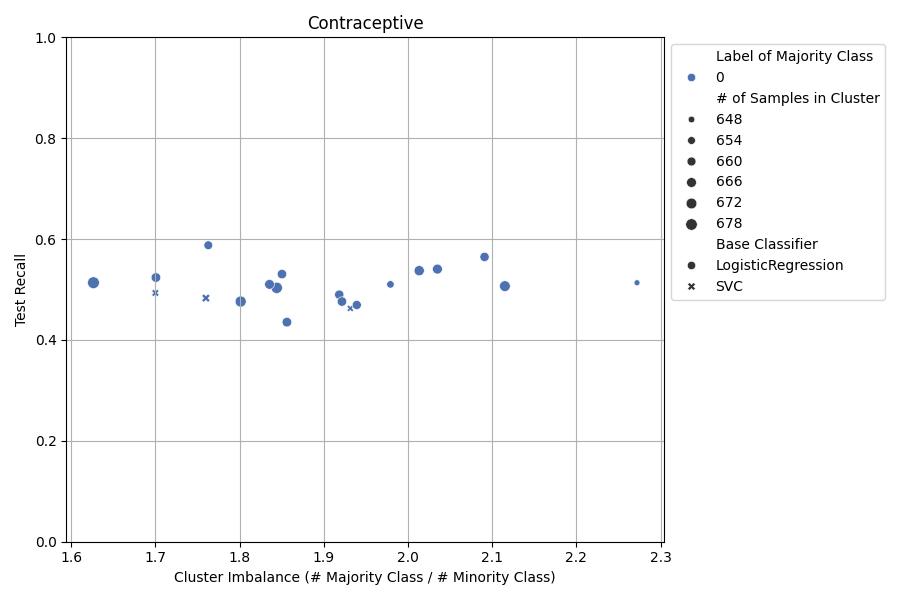 Contraceptive
1.0
0.8
0.6
0.4
0.2
0.0
Test Recall
1.6
1.7
1.8
1.9
2.0
2.1
2.2
2.3
Cluster Imbalance (# Majority Class / # Minority Class)
Label of Majority Class
0
# of Samples in Cluster
648
654
660
666
672
678
Base Classifier
LogisticRegression
SVC